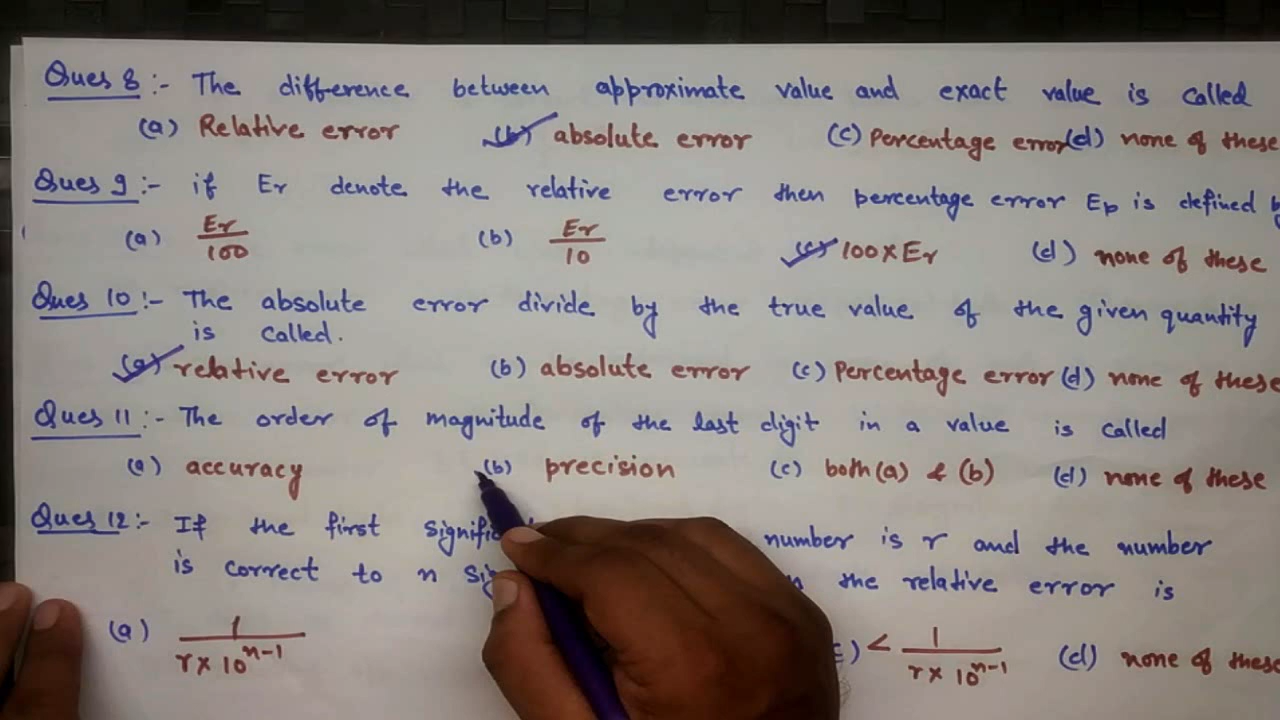 Ques 8 :- The difference between approximate value and exact value is called
(a) Relative error (b) absolute error (c) Percentage error (d) none of these
Ques 9 :- if Er denote the relative error then percentage error Ep is defined
(a) Er/100 (b) Er/10 (c) 100 × Er (d) none of these
Ques 10 :- The absolute error divide by the true value of the given quantity
is called.
(a) relative error (b) absolute error (c) Percentage error (d) none of these
Ques 11 :- The order of magnitude of the last digit in a value is called
(a) accuracy (b) precision (c) both (a) & (b) (d) none of these
Ques 12 :- If the first number is r and the number
is correct to n the relative error is
(a) 1/(r × 10^(n-1)) < 1/(r × 10^(n-1)) (d) none of these